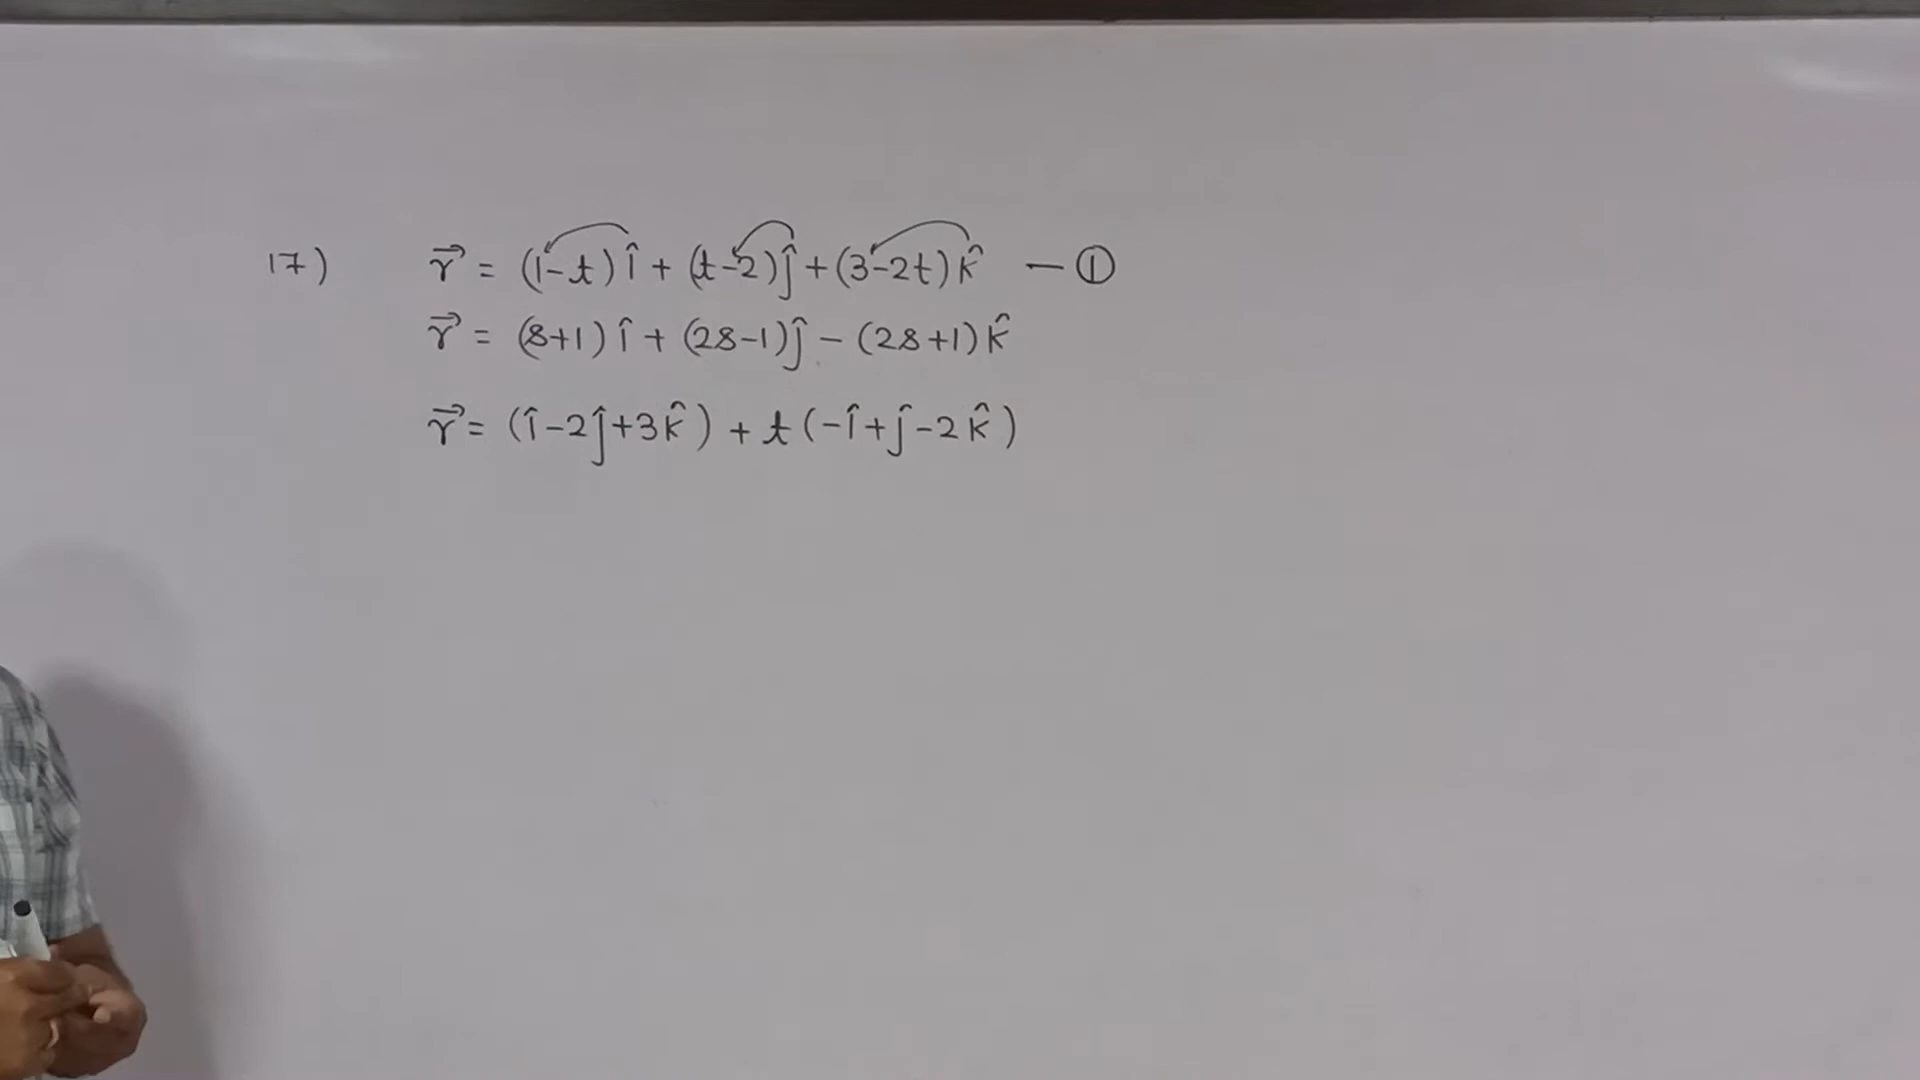 17) r⃗ = (1-t) î + (t-2) ĵ + (3-2t) k̂ — ①
r⃗ = (s+1) î + (2s-1) ĵ - (2s+1) k̂
r⃗ = (î - 2ĵ + 3k̂) + t (-î + ĵ - 2k̂)